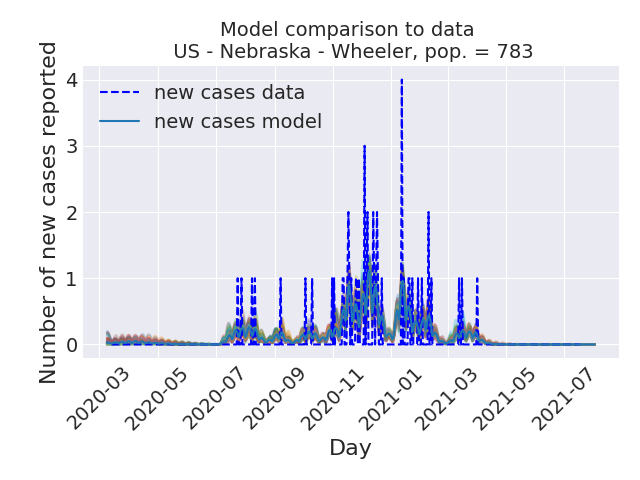 Model comparison to data
US - Nebraska - Wheeler, pop. = 783
new cases data
new cases model
Number of new cases reported
4
3
2
1
0
2020-03
2020-05
2020-07
2020-09
2020-11
2021-01
2021-03
2021-05
2021-07
Day